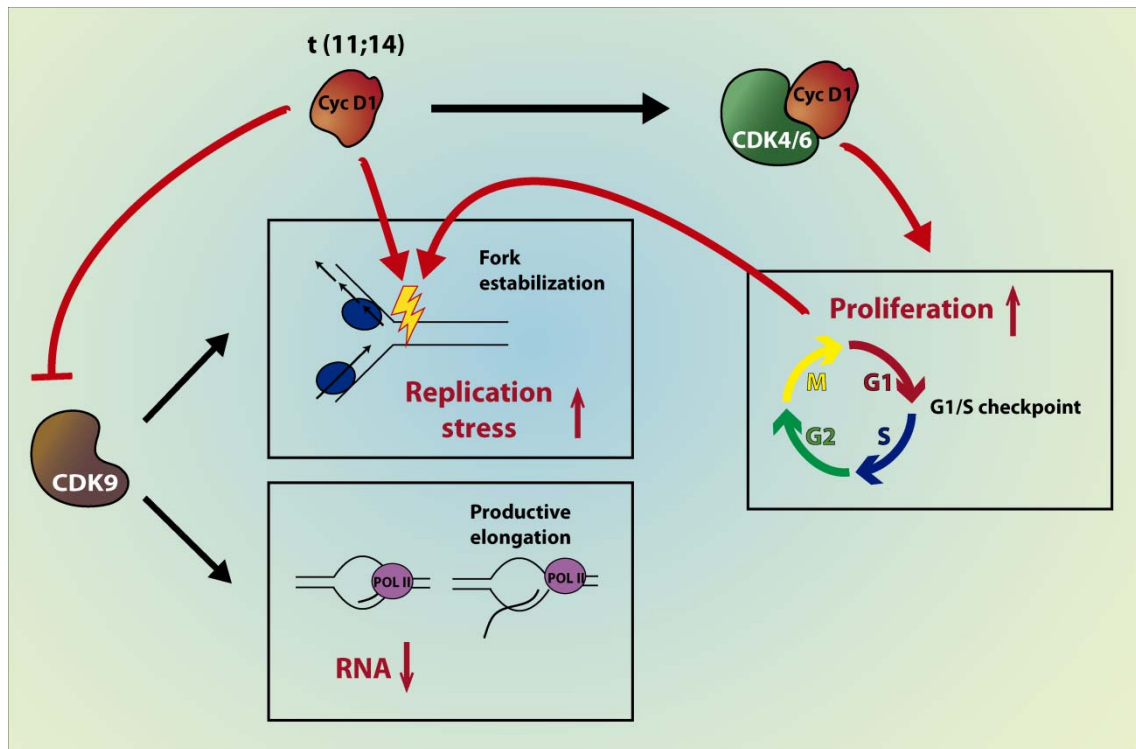 t (11;14)
Cyc D1
Cyc D1
CDK4/6
Fork
estabilization
Replication
stress
Proliferation
M
G1
G1/S checkpoint
G2
S
CDK9
Productive
elongation
POL II
POL II
RNA